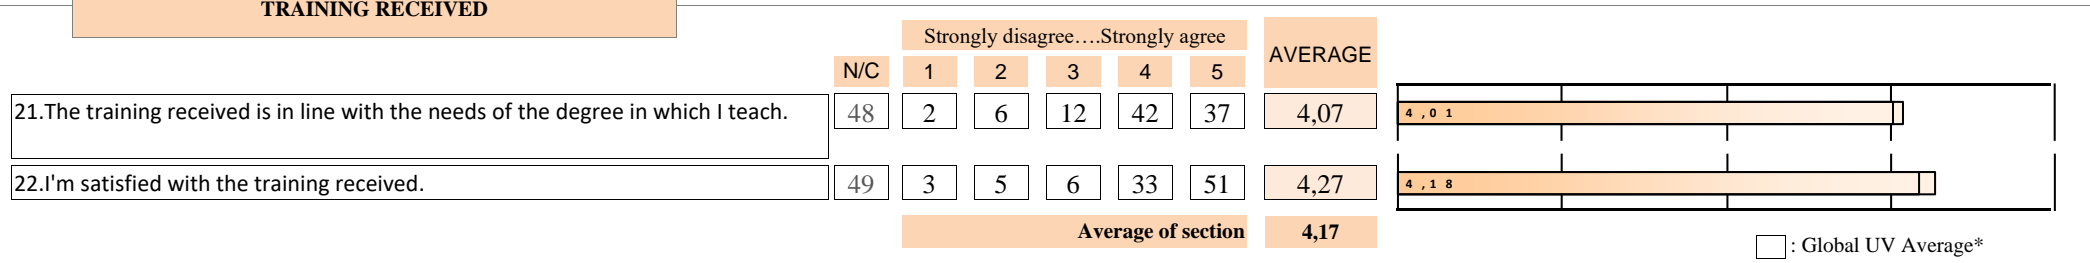 TRAINING RECEIVED
Strongly disagree….Strongly agree
AVERAGE
N/C 1 2 3 4 5
21.The training received is in line with the needs of the degree in which I teach. 48 2 6 12 42 37 4,07 4,01
22.I'm satisfied with the training received. 49 3 5 6 33 51 4,27 4,18
Average of section 4,17
: Global UV Average*